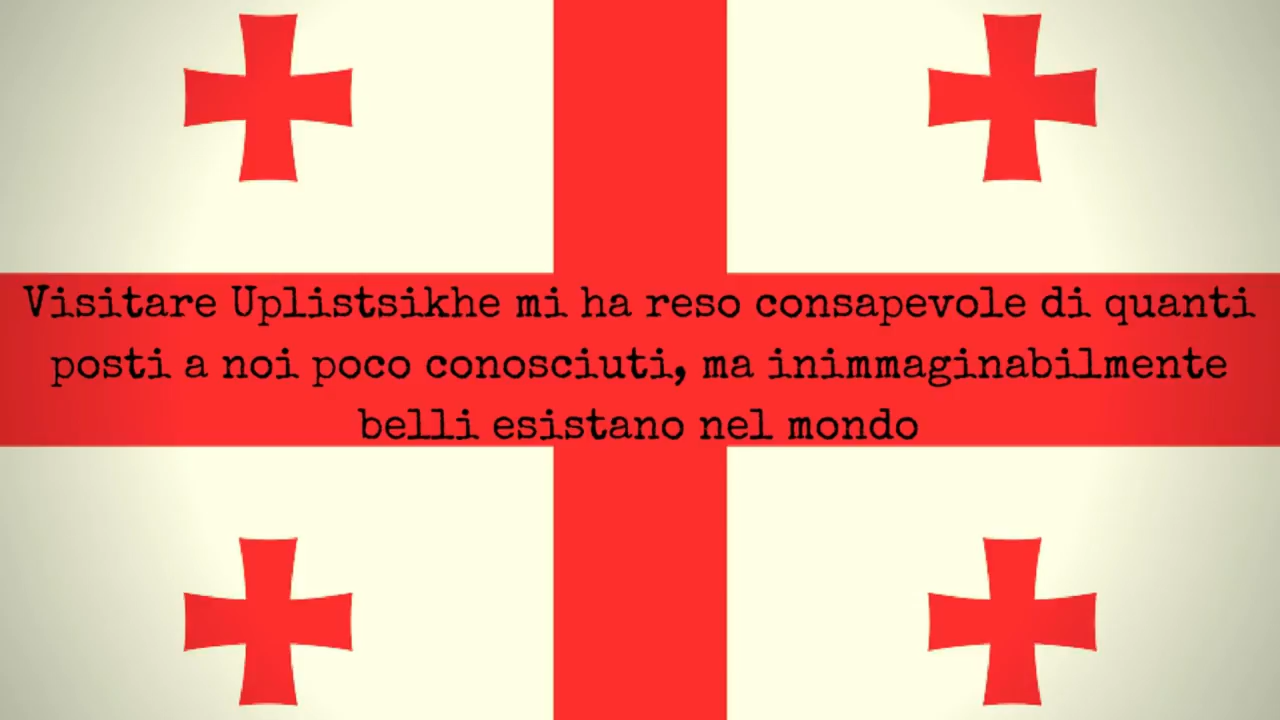 Visitare Uplistsikhe mi ha reso consapevole di quanti
posti a noi poco conosciuti, ma inimmaginabilmente
belli esistano nel mondo